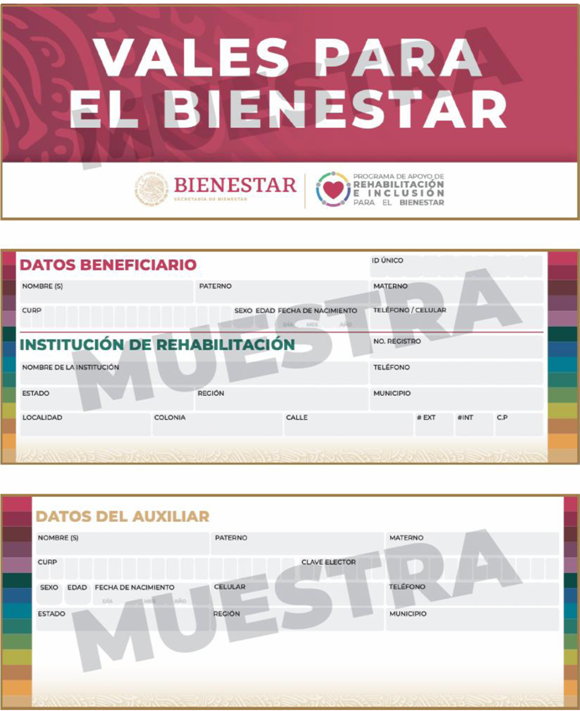 VALES PARA
EL BIENESTAR
MUESTRA
BIENESTAR
SECRETARÍA DE BIENESTAR
PROGRAMA DE APOYO DE
REHABILITACIÓN
E INCLUSIÓN
PARA EL BIENESTAR
DATOS BENEFICIARIO
ID ÚNICO
NOMBRE (S) PATERNO MATERNO
CURP SEXO EDAD FECHA DE NACIMIENTO TELÉFONO / CELULAR
DÍA MES AÑO
MUESTRA
INSTITUCIÓN DE REHABILITACIÓN
NO. REGISTRO
NOMBRE DE LA INSTITUCIÓN TELÉFONO
ESTADO REGIÓN MUNICIPIO
LOCALIDAD COLONIA CALLE # EXT #INT C.P
DATOS DEL AUXILIAR
NOMBRE (S) PATERNO MATERNO
CURP CLAVE ELECTOR
SEXO EDAD FECHA DE NACIMIENTO CELULAR TELÉFONO
DÍA MES AÑO
ESTADO REGIÓN MUNICIPIO
MUESTRA